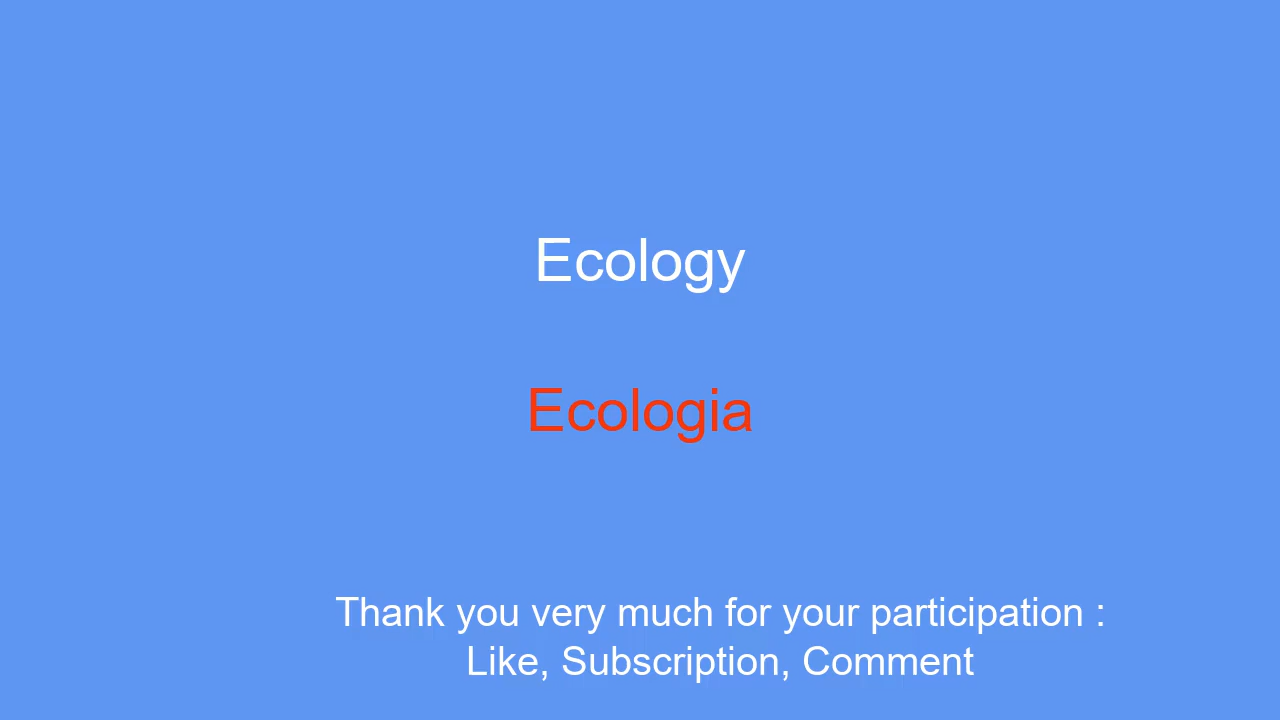 Ecology
Ecologia
Thank you very much for your participation :
Like, Subscription, Comment